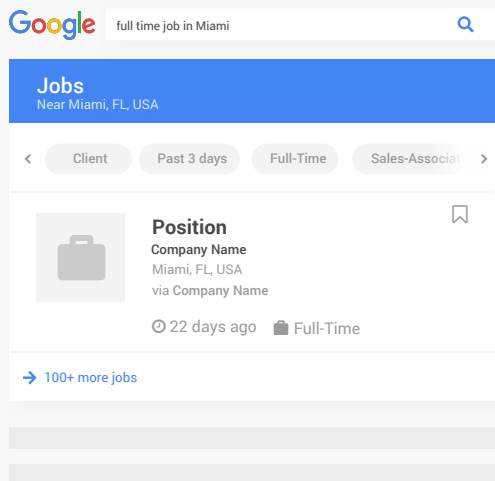 Google
full time job in Miami
Jobs
Near Miami, FL, USA
Client
Past 3 days
Full-Time
Sales-Associat
Position
Company Name
Miami, FL, USA
via Company Name
22 days ago
Full-Time
100+ more jobs